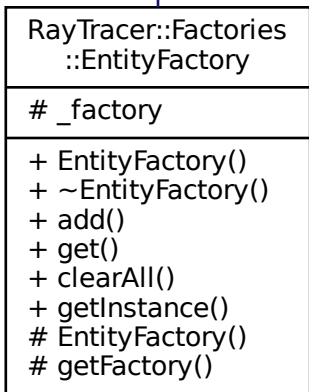 RayTracer::Factories
::EntityFactory
# _factory
+ EntityFactory()
+ ~EntityFactory()
+ add()
+ get()
+ clearAll()
+ getInstance()
# EntityFactory()
# getFactory()